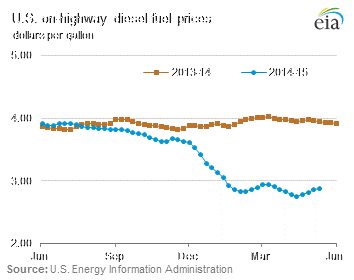 U.S. on-highway diesel fuel prices
dollars per gallon
eia
5.00
2013-14
2014-15
4.00
3.00
2.00
Jun Sep Dec Mar Jun
Source: U.S. Energy Information Administration